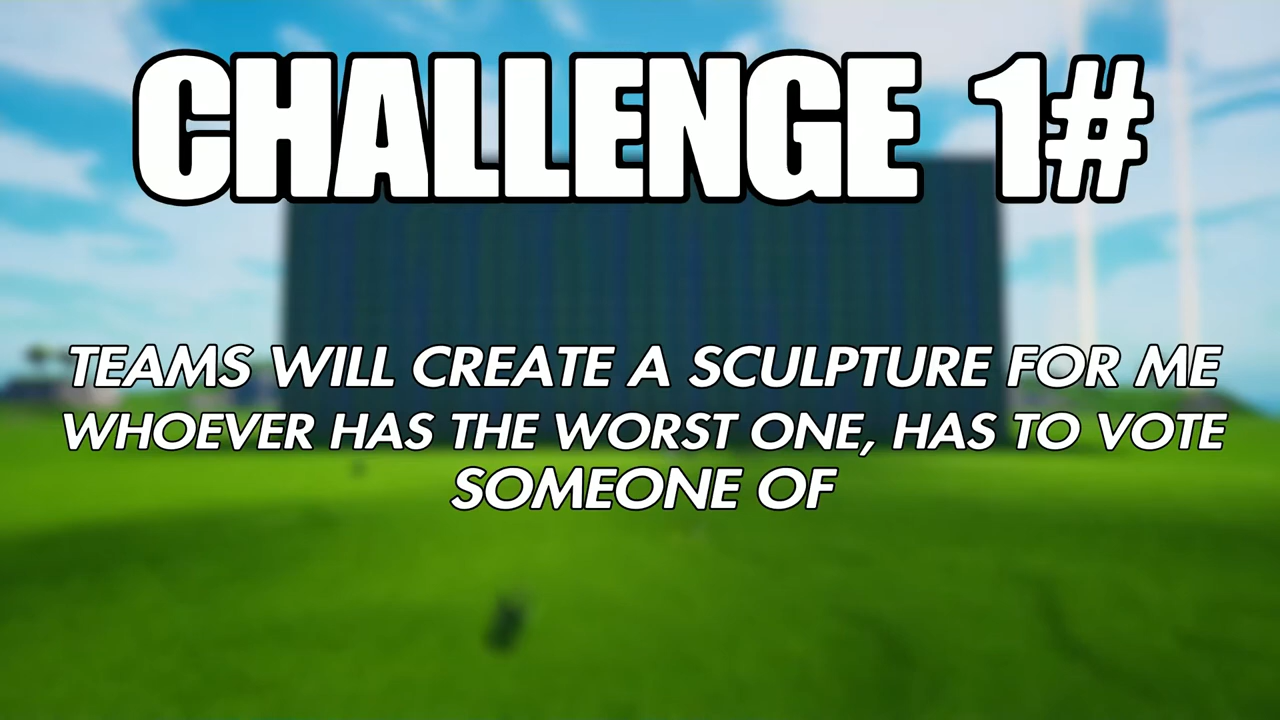 CHALLENGE 1#
TEAMS WILL CREATE A SCULPTURE FOR ME
WHOEVER HAS THE WORST ONE, HAS TO VOTE
SOMEONE OF